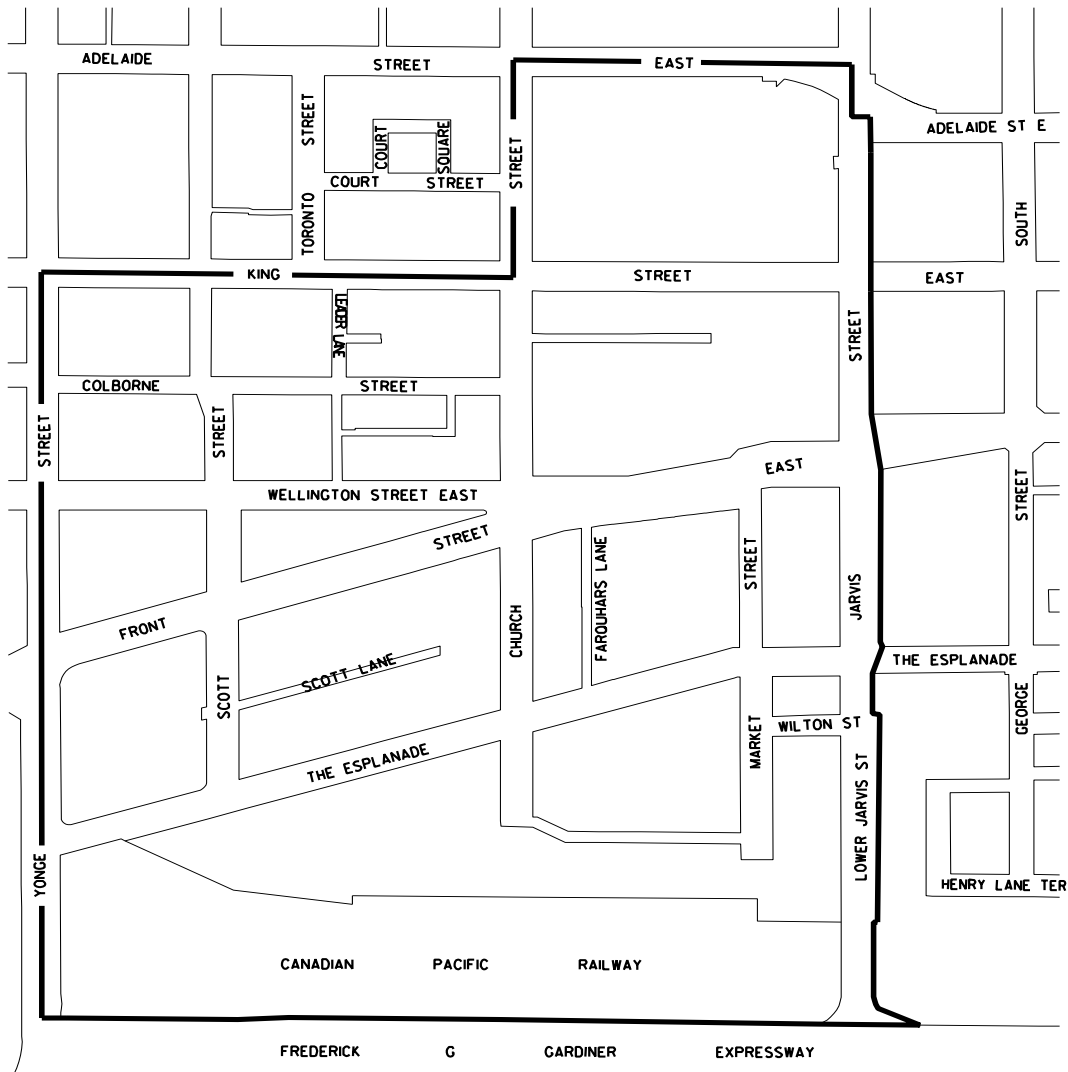 ADELAIDE STREET EAST
ADELAIDE ST E
STREET
COURT
SQUARE
STREET
COURT STREET
TORONTO
SOUTH
KING STREET EAST
LEADER LANE
STREET
COLBORNE STREET
STREET
STREET
EAST
WELLINGTON STREET EAST
STREET
STREET
STREET
FARQUHARS LANE
JARVIS
FRONT
CHURCH
SCOTT LANE
THE ESPLANADE
SCOTT
GEORGE
MARKET
WILTON ST
THE ESPLANADE
LOWER JARVIS ST
YONGE
HENRY LANE TER
CANADIAN PACIFIC RAILWAY
FREDERICK G GARDINER EXPRESSWAY